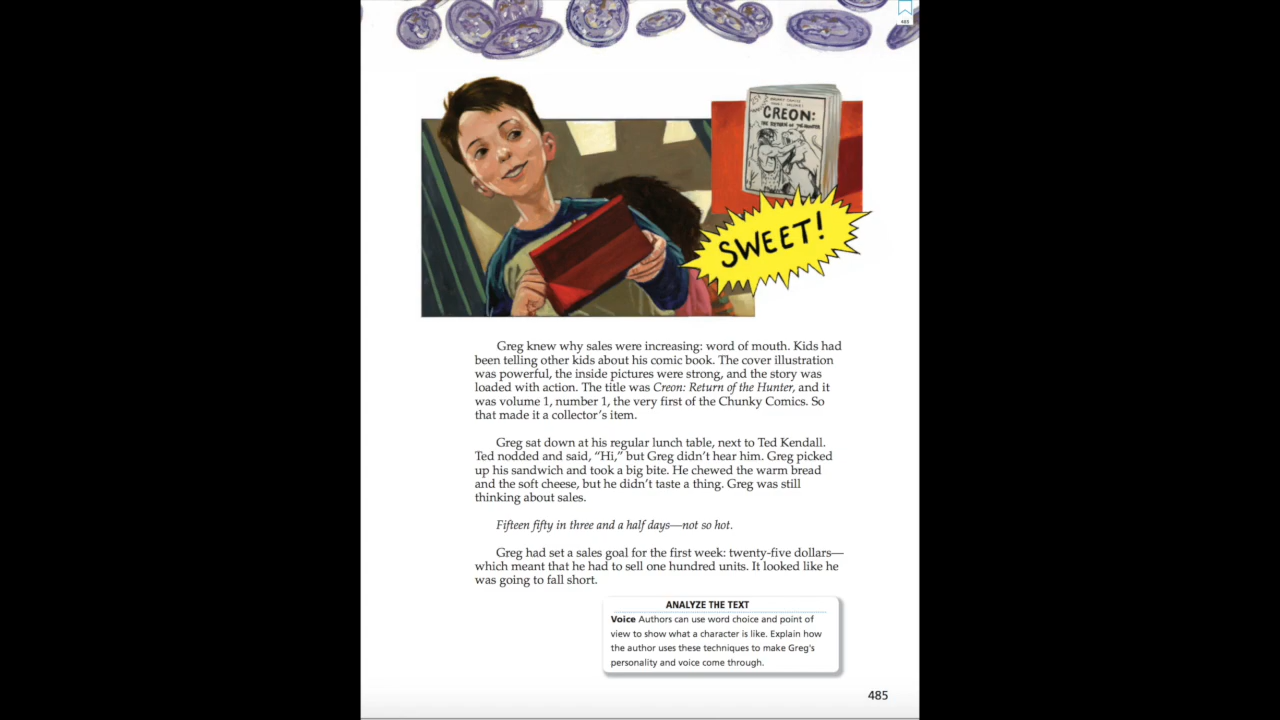 485
CREON:
THE RETURN OF THE HUNTER
SWEET!
Greg knew why sales were increasing: word of mouth. Kids had
been telling other kids about his comic book. The cover illustration
was powerful, the inside pictures were strong, and the story was
loaded with action. The title was Creon: Return of the Hunter, and it
was volume 1, number 1, the very first of the Chunky Comics. So
that made it a collector’s item.
Greg sat down at his regular lunch table, next to Ted Kendall.
Ted nodded and said, “Hi,” but Greg didn’t hear him. Greg picked
up his sandwich and took a big bite. He chewed the warm bread
and the soft cheese, but he didn’t taste a thing. Greg was still
thinking about sales.
Fifteen fifty in three and a half days—not so hot.
Greg had set a sales goal for the first week: twenty-five dollars—
which meant that he had to sell one hundred units. It looked like he
was going to fall short.
ANALYZE THE TEXT
Voice Authors can use word choice and point of
view to show what a character is like. Explain how
the author uses these techniques to make Greg's
personality and voice come through.
485